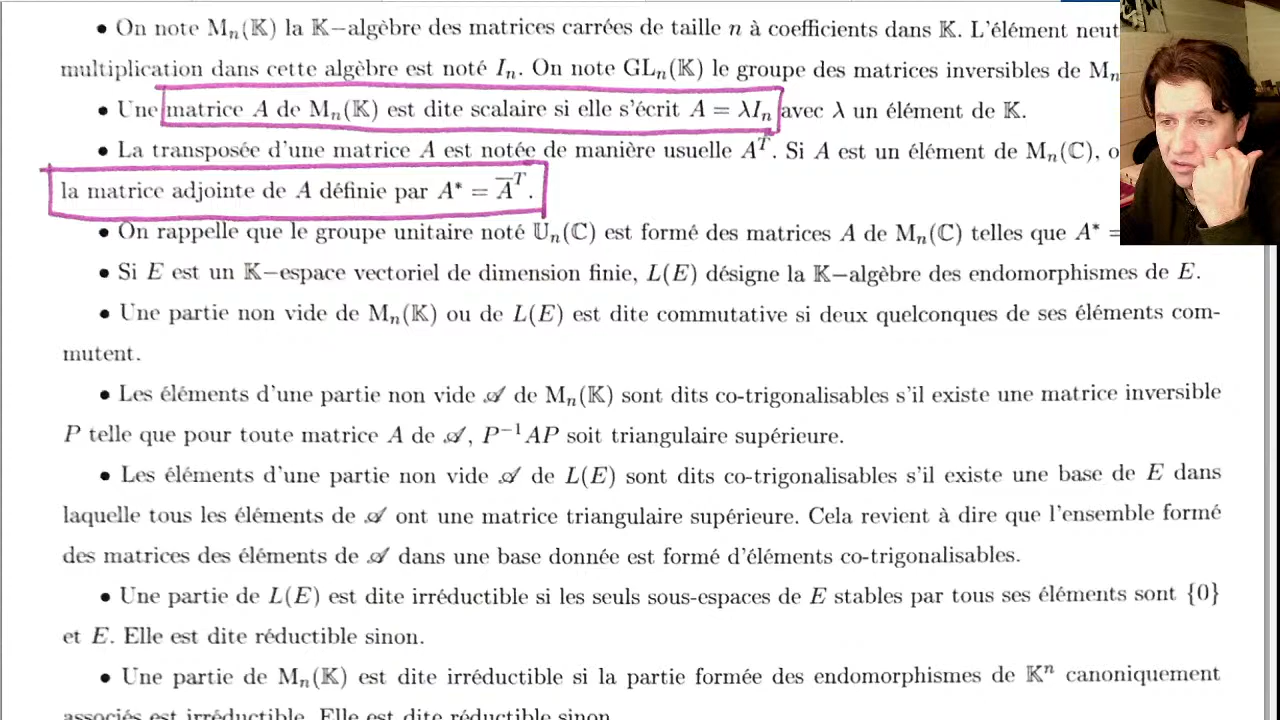 • On note Mₙ(𝕂) la 𝕂−algèbre des matrices carrées de taille n à coefficients dans 𝕂. L'élément neut
multiplication dans cette algèbre est noté Iₙ. On note GLₙ(𝕂) le groupe des matrices inversibles de Mₙ
• Une matrice A de Mₙ(𝕂) est dite scalaire si elle s'écrit A = λIₙ avec λ un élément de 𝕂.
• La transposée d'une matrice A est notée de manière usuelle Aᵀ. Si A est un élément de Mₙ(ℂ), o
la matrice adjointe de A définie par A* = A̅ᵀ.
• On rappelle que le groupe unitaire noté 𝕌ₙ(ℂ) est formé des matrices A de Mₙ(ℂ) telles que A* =
• Si E est un 𝕂−espace vectoriel de dimension finie, L(E) désigne la 𝕂−algèbre des endomorphismes de E.
• Une partie non vide de Mₙ(𝕂) ou de L(E) est dite commutative si deux quelconques de ses éléments com-
mutent.
• Les éléments d'une partie non vide 𝒜 de Mₙ(𝕂) sont dits co-trigonalisables s'il existe une matrice inversible
P telle que pour toute matrice A de 𝒜, P⁻¹AP soit triangulaire supérieure.
• Les éléments d'une partie non vide 𝒜 de L(E) sont dits co-trigonalisables s'il existe une base de E dans
laquelle tous les éléments de 𝒜 ont une matrice triangulaire supérieure. Cela revient à dire que l'ensemble formé
des matrices des éléments de 𝒜 dans une base donnée est formé d'éléments co-trigonalisables.
• Une partie de L(E) est dite irréductible si les seuls sous-espaces de E stables par tous ses éléments sont {0}
et E. Elle est dite réductible sinon.
• Une partie de Mₙ(𝕂) est dite irréductible si la partie formée des endomorphismes de 𝕂ⁿ canoniquement
associés est irréductible. Elle est dite réductible sinon.